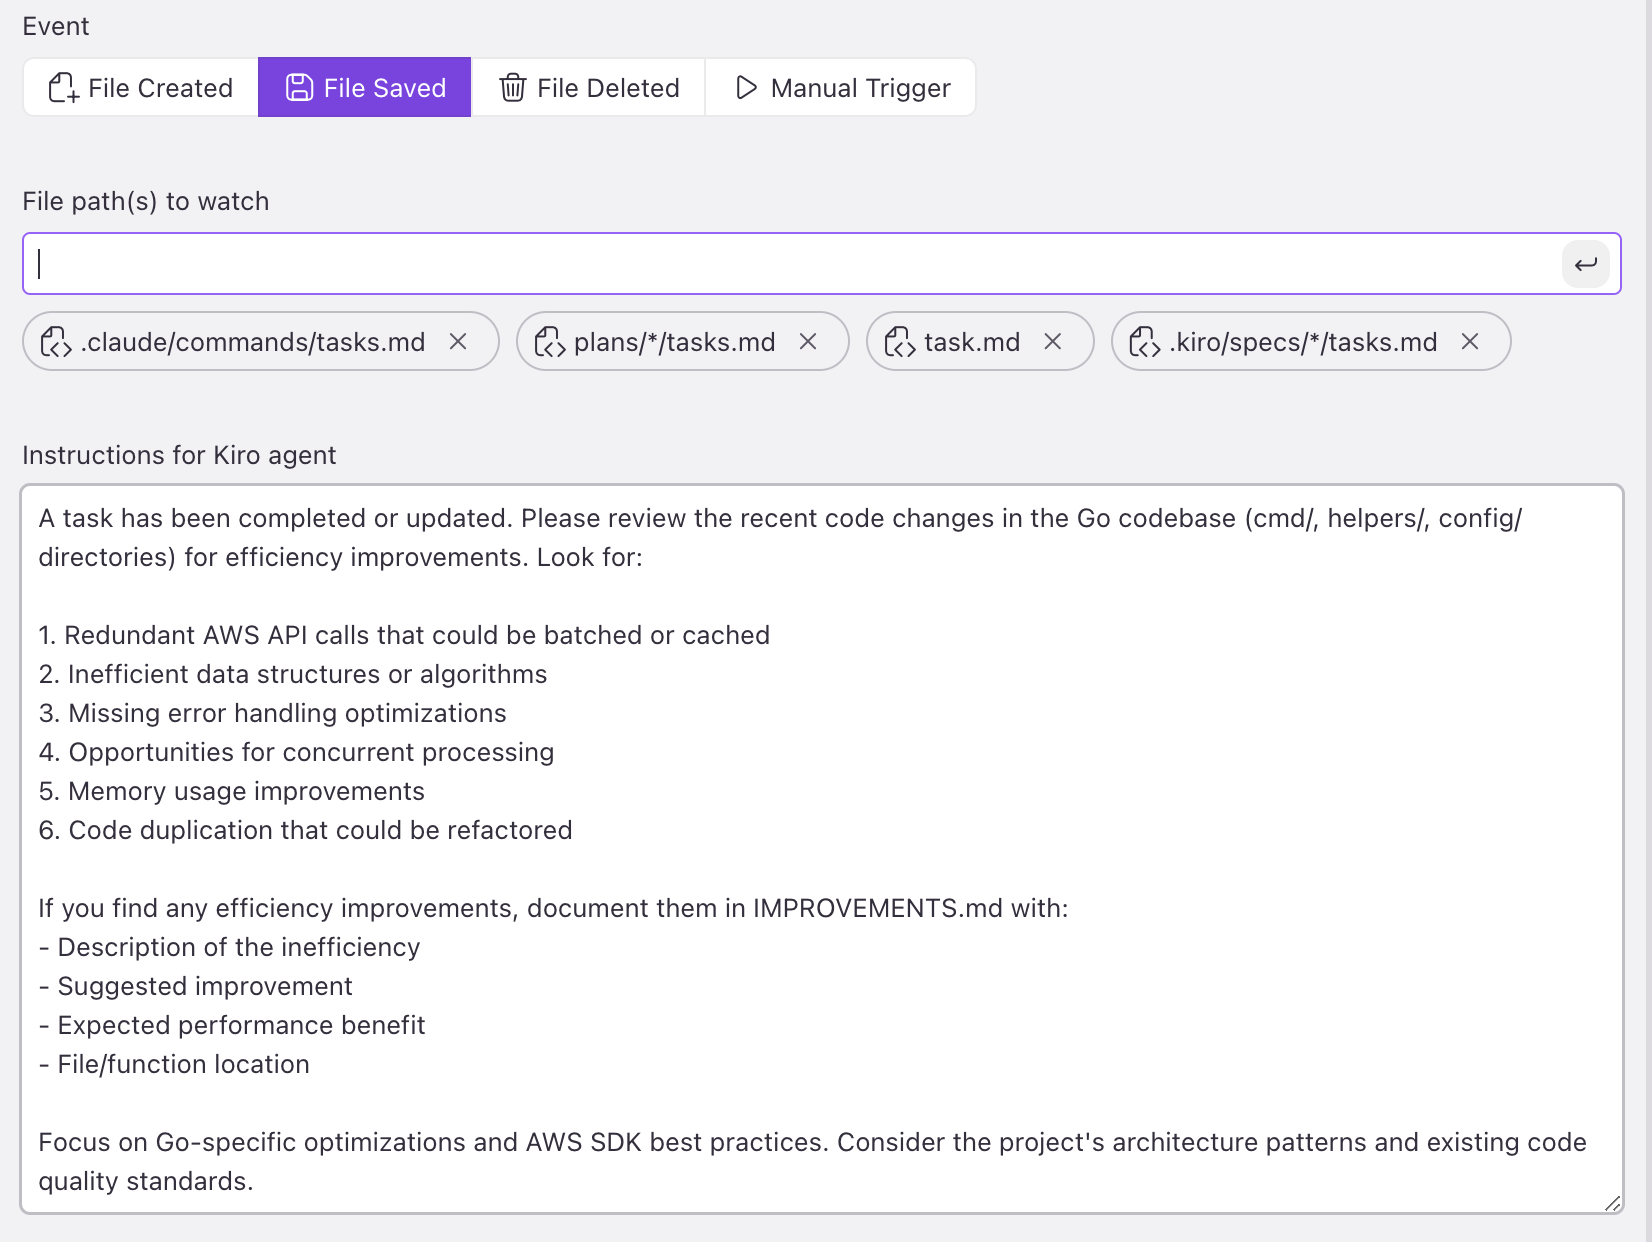 Event
File Created File Saved File Deleted Manual Trigger
File path(s) to watch
.claude/commands/tasks.md plans/*/tasks.md task.md .kiro/specs/*/tasks.md
Instructions for Kiro agent
A task has been completed or updated. Please review the recent code changes in the Go codebase (cmd/, helpers/, config/
directories) for efficiency improvements. Look for:
1. Redundant AWS API calls that could be batched or cached
2. Inefficient data structures or algorithms
3. Missing error handling optimizations
4. Opportunities for concurrent processing
5. Memory usage improvements
6. Code duplication that could be refactored
If you find any efficiency improvements, document them in IMPROVEMENTS.md with:
- Description of the inefficiency
- Suggested improvement
- Expected performance benefit
- File/function location
Focus on Go-specific optimizations and AWS SDK best practices. Consider the project's architecture patterns and existing code
quality standards.